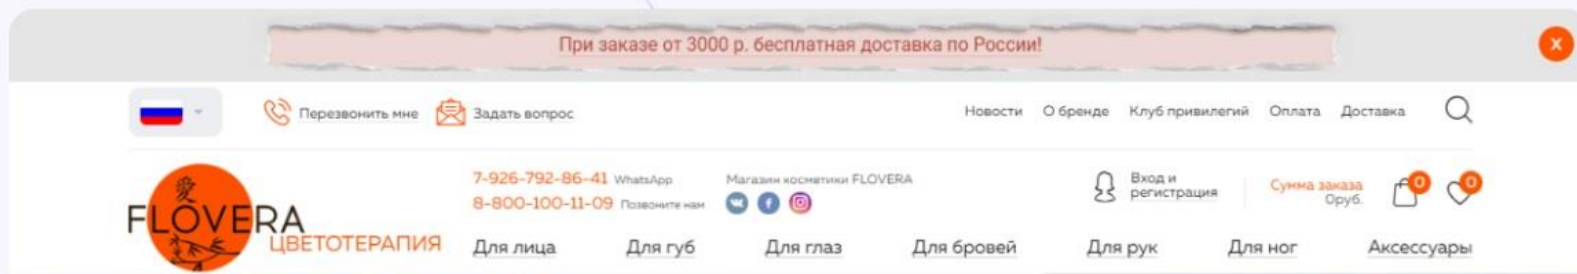 При заказе от 3000 р. бесплатная доставка по России!
x
Перезвонить мне Задать вопрос Новости О бренде Клуб привилегий Оплата Доставка
7-926-792-86-41 WhatsApp Магазин косметики FLOVERA Вход и регистрация Сумма заказа 0руб. 0 0
8-800-100-11-09 Позвоните нам
愛
FLOVERA
ЦВЕТОТЕРАПИЯ
Для лица Для губ Для глаз Для бровей Для рук Для ног Аксессуары